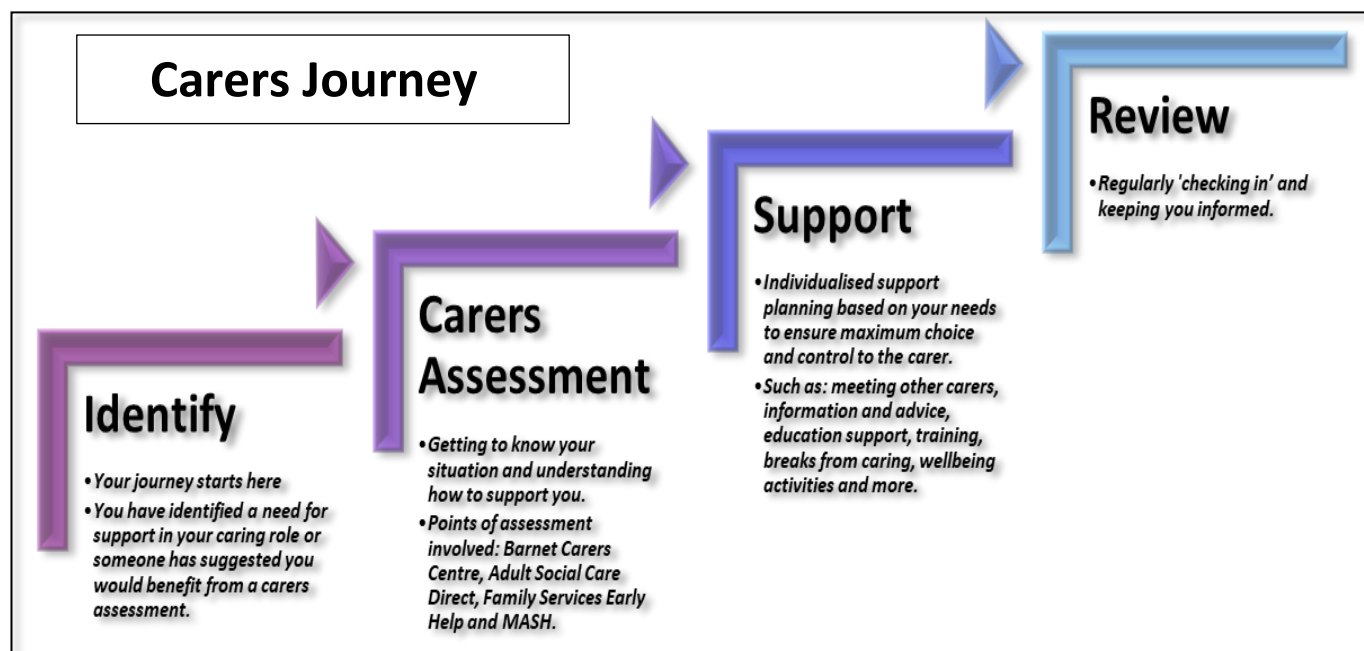 Carers Journey
Identify
•Your journey starts here
•You have identified a need for
support in your caring role or
someone has suggested you
would benefit from a carers
assessment.
Carers
Assessment
•Getting to know your
situation and understanding
how to support you.
•Points of assessment
involved: Barnet Carers
Centre, Adult Social Care
Direct, Family Services Early
Help and MASH.
Support
•Individualised support
planning based on your needs
to ensure maximum choice
and control to the carer.
•Such as: meeting other carers,
information and advice,
education support, training,
breaks from caring, wellbeing
activities and more.
Review
•Regularly 'checking in’ and
keeping you informed.